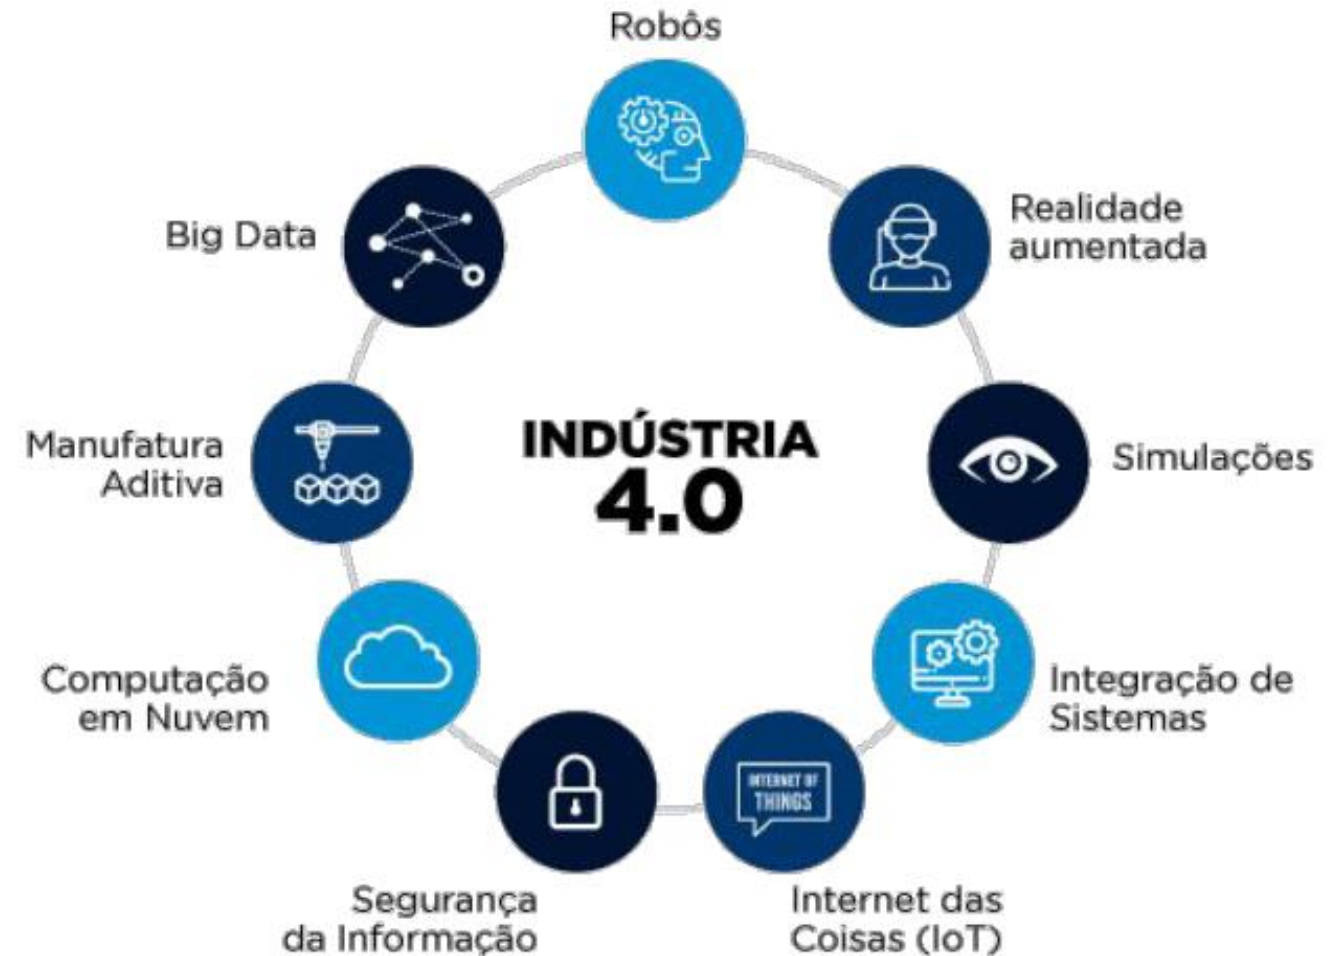 Robôs
Realidade
aumentada
Simulações
Integração de
Sistemas
Internet das
Coisas (IoT)
INTERNET OF
THINGS
Segurança
da Informação
Computação
em Nuvem
Manufatura
Aditiva
Big Data
INDÚSTRIA
4.0